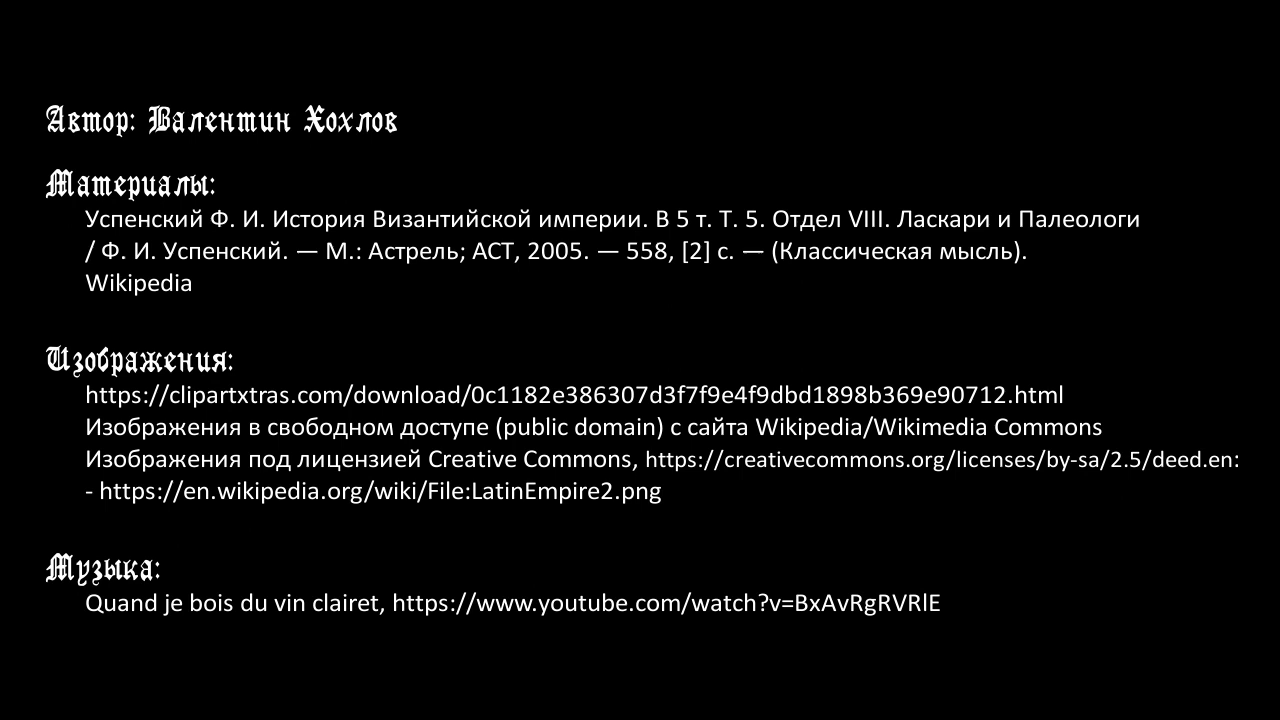 Автор: Валентин Хохлов
Материалы:
Успенский Ф. И. История Византийской империи. В 5 т. Т. 5. Отдел VIII. Ласкари и Палеологи
/ Ф. И. Успенский. — М.: Астрель; АСТ, 2005. — 558, [2] с. — (Классическая мысль).
Wikipedia
Изображения:
https://clipartxtras.com/download/0c1182e386307d3f7f9e4f9dbd1898b369e90712.html
Изображения в свободном доступе (public domain) с сайта Wikipedia/Wikimedia Commons
Изображения под лицензией Creative Commons, https://creativecommons.org/licenses/by-sa/2.5/deed.en:
- https://en.wikipedia.org/wiki/File:LatinEmpire2.png
Музыка:
Quand je bois du vin clairet, https://www.youtube.com/watch?v=BxAvRgRVRlE